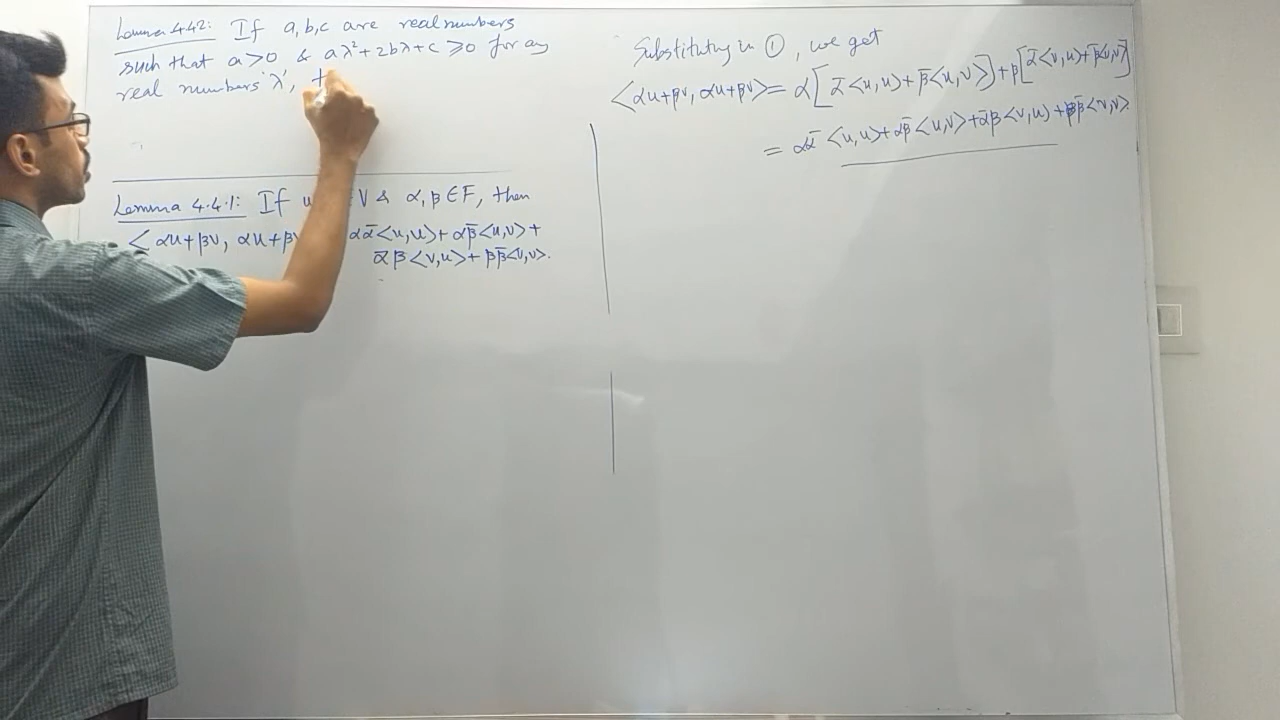 Lemma 4.4.2: If a,b,c are real numbers
such that a>0 & aλ²+2bλ+c ⩾0 for any
real numbers 'λ', t
Lemma 4.4.1: If u V & α,β∈F, then
<αu+βv, αu+βv αᾱ<u,u>+αβ̄<u,v>+
ᾱβ<v,u>+ββ̄<v,v>.
Substituting in ①, we get
<αu+βv, αu+βv>= α[ᾱ<u,u>+β̄<u,v>]+β[ᾱ<v,u>+β̄<v,v>]
= αᾱ<u,u>+αβ̄<u,v>+ᾱβ<v,u>+ββ̄<v,v>